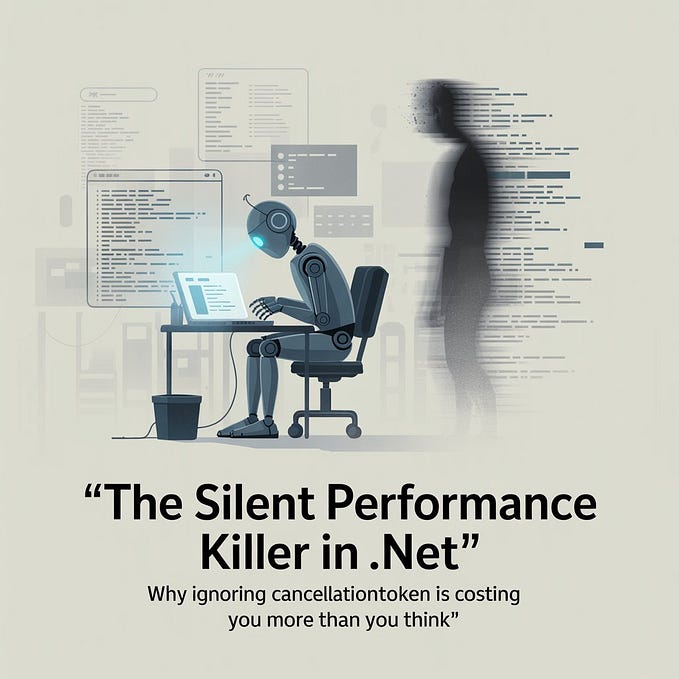 “The Silent Performance
Killer in .Net”
Why ignoring cancellationtoken is costing
you more than you think”